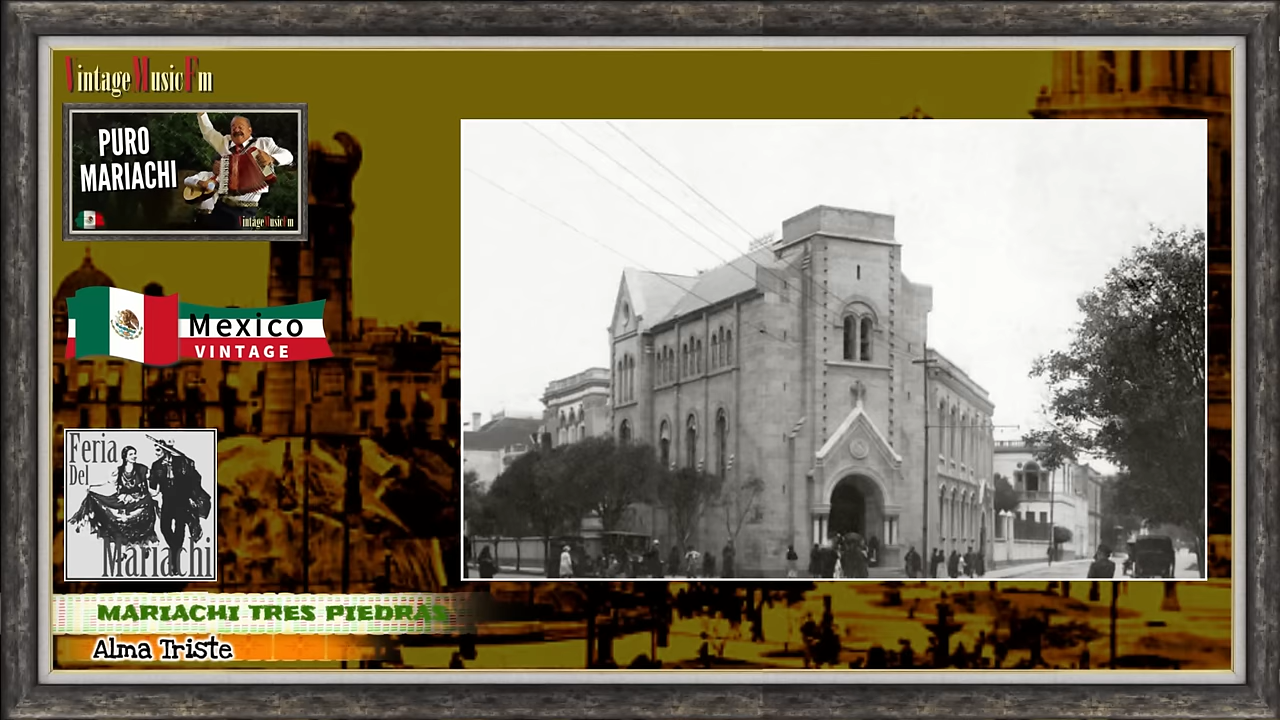 VintageMusicFm
PURO
MARIACHI
VintageMusicFm
Mexico
VINTAGE
Feria
Del
Mariachi
MARIACHI TRES PIEDRAS
Alma Triste